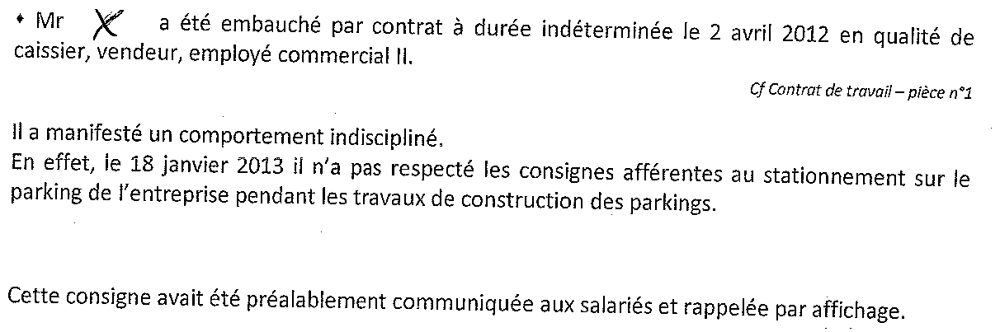 ♦ Mr X a été embauché par contrat à durée indéterminée le 2 avril 2012 en qualité de
caissier, vendeur, employé commercial II.
Cf Contrat de travail – pièce n°1
Il a manifesté un comportement indiscipliné.
En effet, le 18 janvier 2013 il n'a pas respecté les consignes afférentes au stationnement sur le
parking de l'entreprise pendant les travaux de construction des parkings.
Cette consigne avait été préalablement communiquée aux salariés et rappelée par affichage.